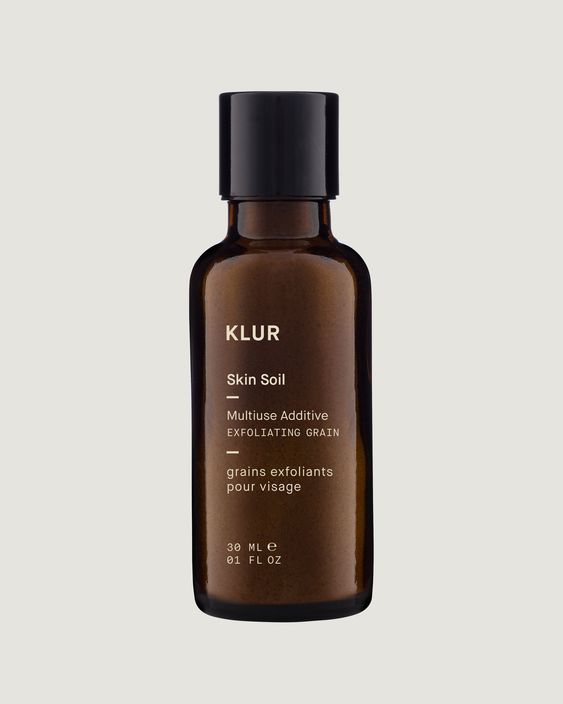 KLUR
Skin Soil
Multiuse Additive
EXFOLIATING GRAIN
grains exfoliants
pour visage
30 ML ℮
01 FL OZ